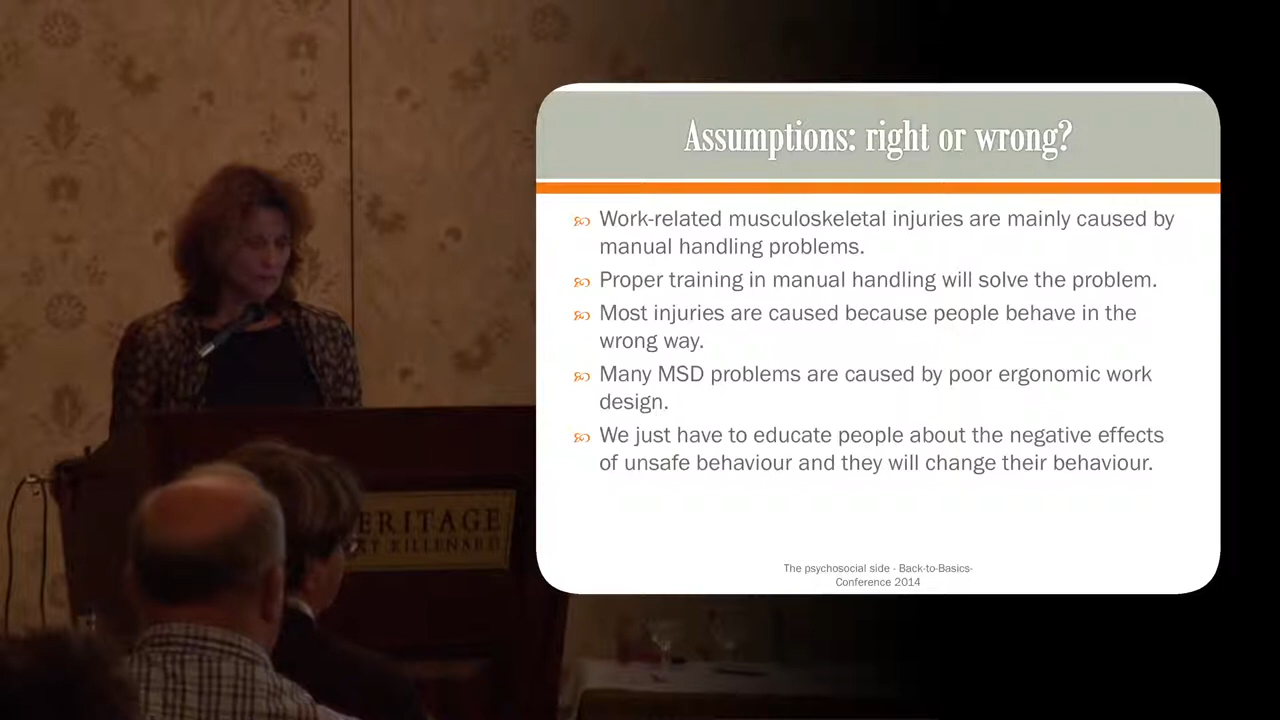 Assumptions: right or wrong?
Work-related musculoskeletal injuries are mainly caused by
manual handling problems.
Proper training in manual handling will solve the problem.
Most injuries are caused because people behave in the
wrong way.
Many MSD problems are caused by poor ergonomic work
design.
We just have to educate people about the negative effects
of unsafe behaviour and they will change their behaviour.
The psychosocial side - Back-to-Basics-
Conference 2014
ERITAGE
AT KILLENARD